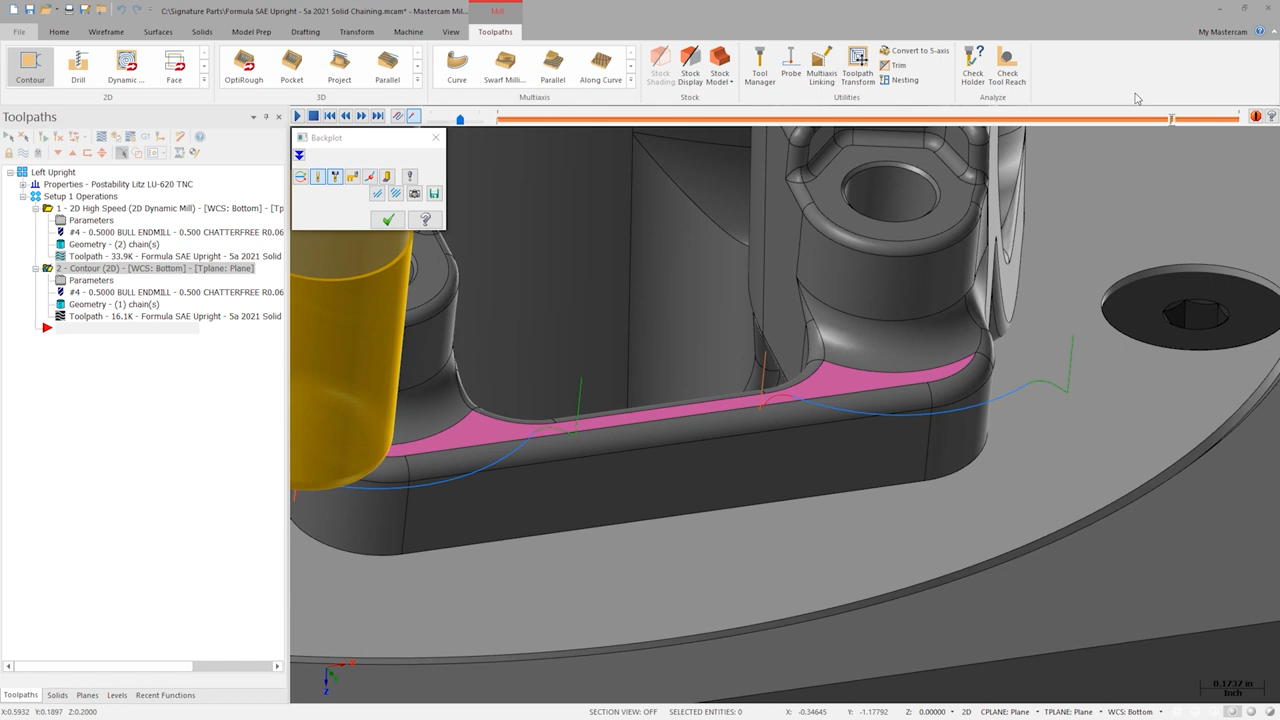 C:\Signature Parts\Formula SAE Upright - 5a 2021 Solid Chaining.mcam* - Mastercam Mil...
Mill
File Home Wireframe Surfaces Solids Model Prep Drafting Transform Machine View Toolpaths
My Mastercam
Contour Drill Dynamic ... Face
2D
OptiRough Pocket Project Parallel
3D
Curve Swarf Milli... Parallel Along Curve
Multiaxis
Stock Shading Stock Display Stock Model
Stock
Tool Manager Probe Multiaxis Linking Toolpath Transform
Convert to 5-axis
Trim
Nesting
Utilities
Check Holder Check Tool Reach
Analyze
Toolpaths
Backplot
Left Upright
Properties - Postability Litz LU-620 TNC
Setup 1 Operations
1 - 2D High Speed (2D Dynamic Mill) - [WCS: Bottom] - [Tp
Parameters
#4 - 0.5000 BULL ENDMILL - 0.500 CHATTERFREE R0.06
Geometry - (2) chain(s)
Toolpath - 33.9K - Formula SAE Upright - 5a 2021 Solid
2 - Contour (2D) - [WCS: Bottom] - [Tplane: Plane]
Parameters
#4 - 0.5000 BULL ENDMILL - 0.500 CHATTERFREE R0.06
Geometry - (1) chain(s)
Toolpath - 16.1K - Formula SAE Upright - 5a 2021 Solid
X
Z
0.1737 in
Inch
Toolpaths Solids Planes Levels Recent Functions
X:0.5932 Y:0.1897 Z:0.2000
SECTION VIEW: OFF SELECTED ENTITIES: 0 X: -0.34645 Y: -1.17792 Z: 0.00000 2D CPLANE: Plane TPLANE: Plane WCS: Bottom